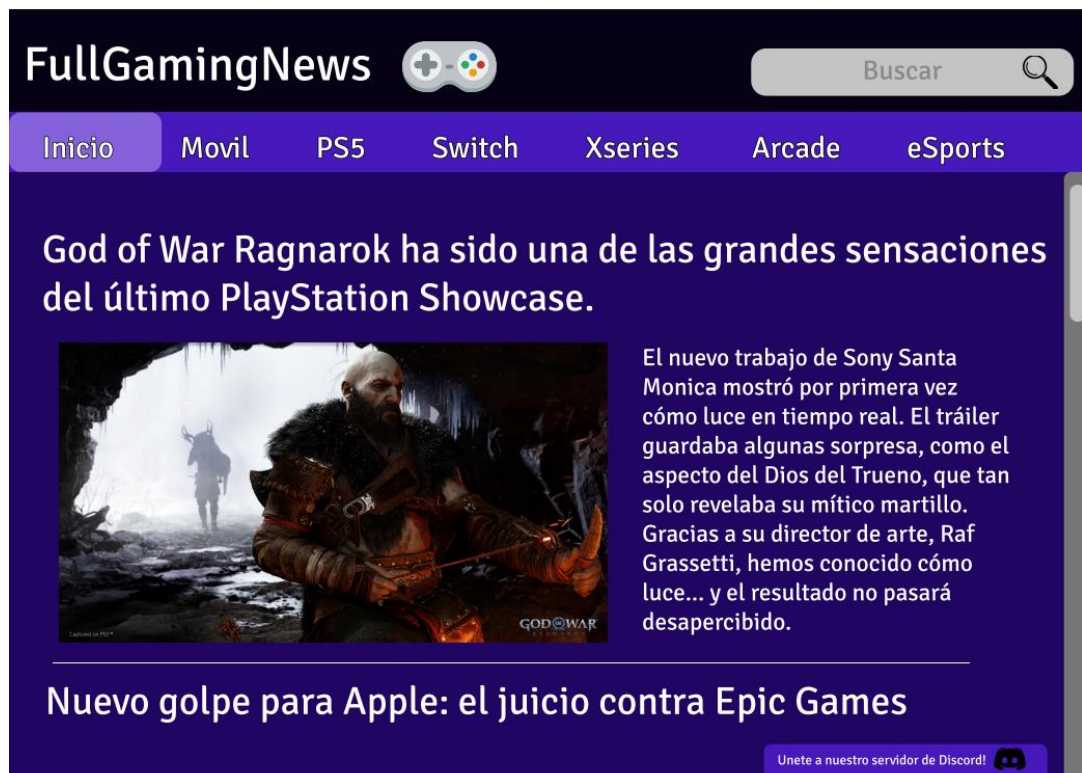 FullGamingNews
Buscar
Inicio Movil PS5 Switch Xseries Arcade eSports
God of War Ragnarok ha sido una de las grandes sensaciones
del último PlayStation Showcase.
El nuevo trabajo de Sony Santa
Monica mostró por primera vez
cómo luce en tiempo real. El tráiler
guardaba algunas sorpresa, como el
aspecto del Dios del Trueno, que tan
solo revelaba su mítico martillo.
Gracias a su director de arte, Raf
Grassetti, hemos conocido cómo
luce... y el resultado no pasará
desapercibido.
Captured on PS5™
GOD OF WAR
RAGNARÖK
Nuevo golpe para Apple: el juicio contra Epic Games
Unete a nuestro servidor de Discord!